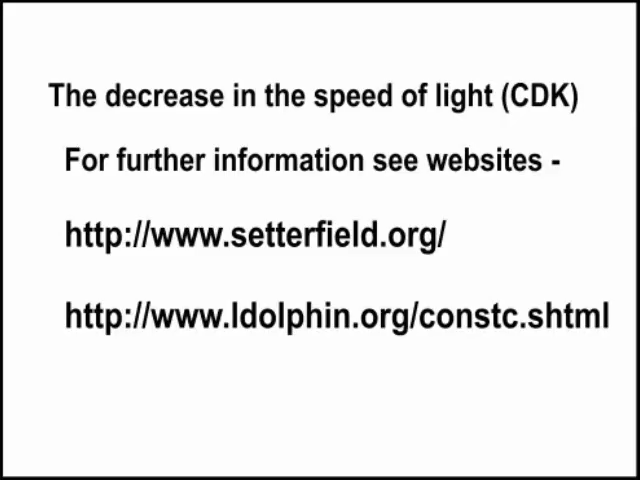 The decrease in the speed of light (CDK)
For further information see websites -
http://www.setterfield.org/
http://www.ldolphin.org/constc.shtml